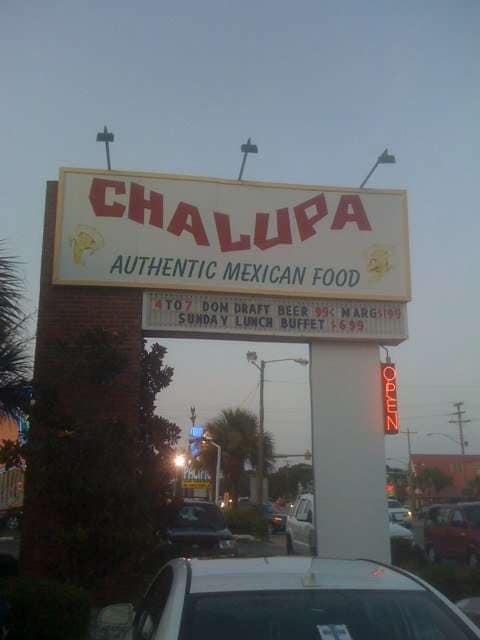 CHALUPA
AUTHENTIC MEXICAN FOOD
4 TO 7 DOM DRAFT BEER 99¢ MARG $1.99
SUNDAY LUNCH BUFFET $6.99
OPEN
PACIFIC